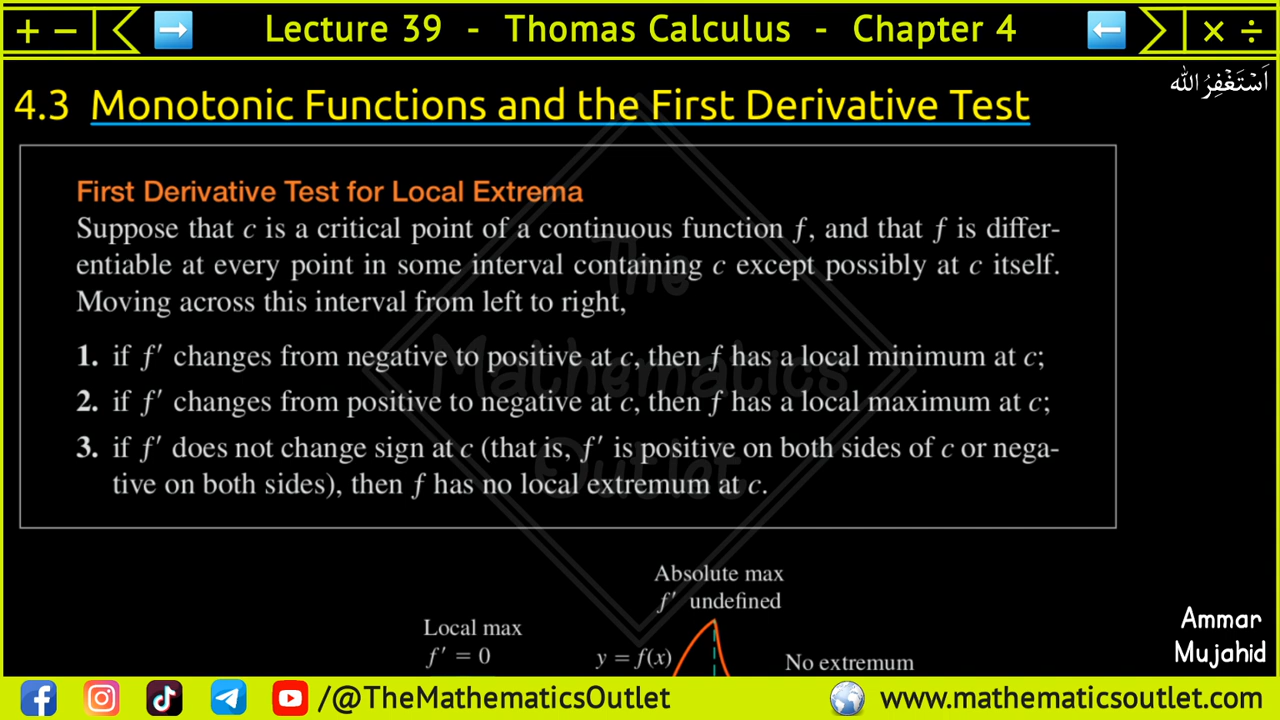 + − Lecture 39 - Thomas Calculus - Chapter 4 × ÷
اَسْتَغْفِرُ اللّٰه
4.3 Monotonic Functions and the First Derivative Test
First Derivative Test for Local Extrema
Suppose that c is a critical point of a continuous function f, and that f is differ-
entiable at every point in some interval containing c except possibly at c itself.
Moving across this interval from left to right,
1. if f′ changes from negative to positive at c, then f has a local minimum at c;
2. if f′ changes from positive to negative at c, then f has a local maximum at c;
3. if f′ does not change sign at c (that is, f′ is positive on both sides of c or nega-
tive on both sides), then f has no local extremum at c.
The
Mathematics
Outlet
Absolute max
f′ undefined
Local max
f′ = 0
y = f(x)
No extremum
Ammar
Mujahid
/@TheMathematicsOutlet www.mathematicsoutlet.com